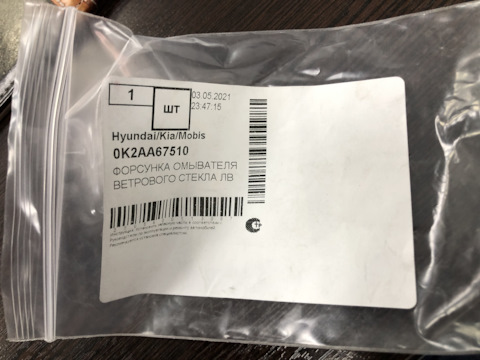 1
ШТ
03.05.2021
23:47:15
Hyundai/Kia/Mobis
0K2AA67510
ФОРСУНКА ОМЫВАТЕЛЯ
ВЕТРОВОГО СТЕКЛА ЛВ